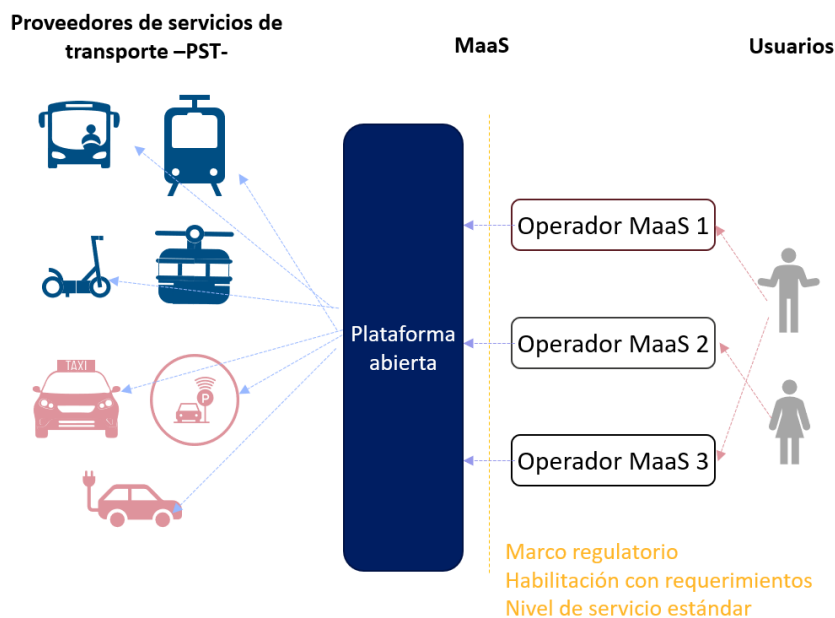 Proveedores de servicios de
transporte –PST-
MaaS
Usuarios
TAXI
P
Plataforma
abierta
Operador MaaS 1
Operador MaaS 2
Operador MaaS 3
Marco regulatorio
Habilitación con requerimientos
Nivel de servicio estándar